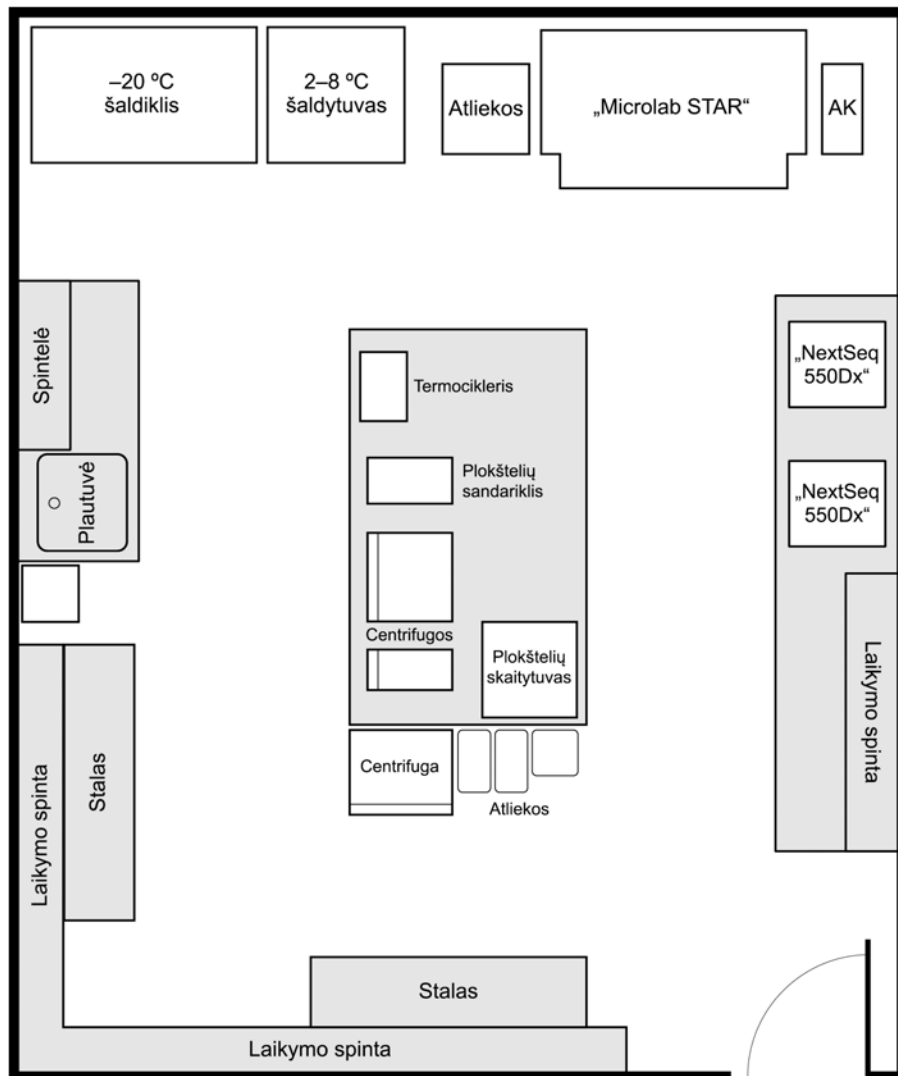 –20 ºC
šaldiklis
2–8 ºC
šaldytuvas
Atliekos
„Microlab STAR“
AK
Spintelė
Plautuvė
Termocikleris
Plokštelių
sandariklis
Centrifugos
Plokštelių
skaitytuvas
Centrifuga
Atliekos
„NextSeq
550Dx“
„NextSeq
550Dx“
Laikymo spinta
Laikymo spinta
Stalas
Stalas
Laikymo spinta